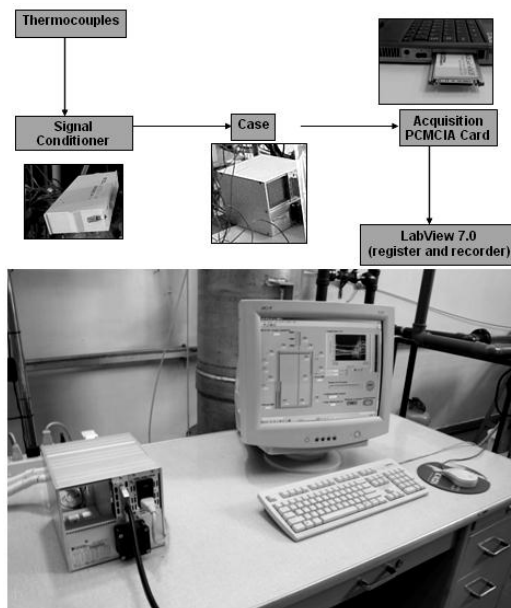 Thermocouples
Signal
Conditioner
Case
Acquisition
PCMCIA Card
LabView 7.0
(register and recorder)